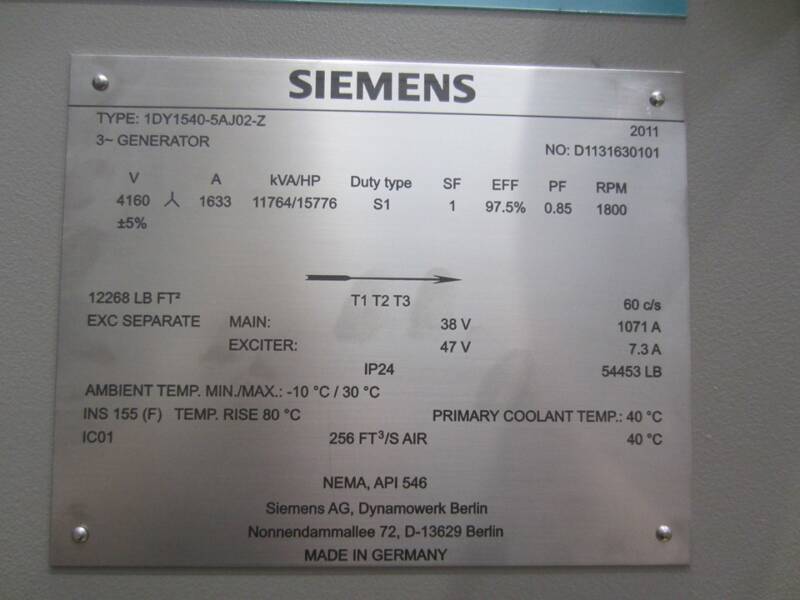 SIEMENS
TYPE: 1DY1540-5AJ02-Z 2011
3~ GENERATOR NO: D1131630101
V A kVA/HP Duty type SF EFF PF RPM
4160 1633 11764/15776 S1 1 97.5% 0.85 1800
±5%
12268 LB FT² T1 T2 T3 60 c/s
EXC SEPARATE MAIN: 38 V 1071 A
EXCITER: 47 V 7.3 A
IP24 54453 LB
AMBIENT TEMP. MIN./MAX.: -10 °C / 30 °C
INS 155 (F) TEMP. RISE 80 °C PRIMARY COOLANT TEMP.: 40 °C
IC01 256 FT³/S AIR 40 °C
NEMA, API 546
Siemens AG, Dynamowerk Berlin
Nonnendammallee 72, D-13629 Berlin
MADE IN GERMANY